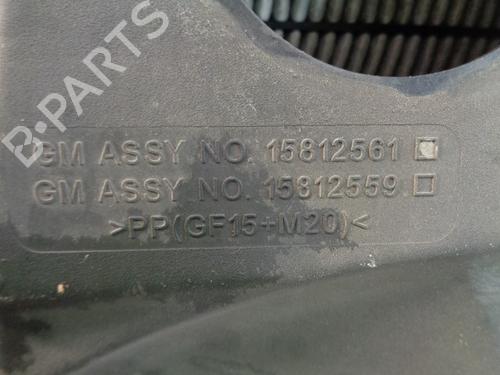 B-PARTS
GM ASSY NO. 15812561
GM ASSY NO. 15812559
>PP(GF15+M20)<